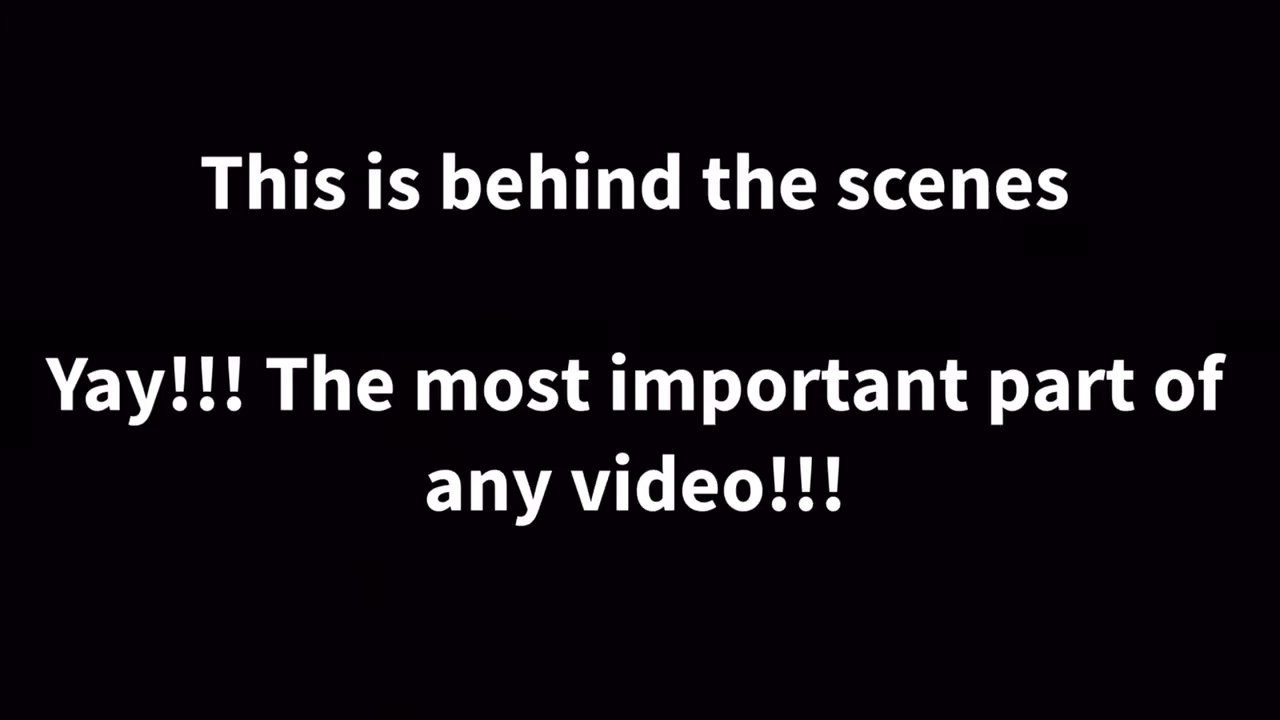 This is behind the scenes
Yay!!! The most important part of
any video!!!